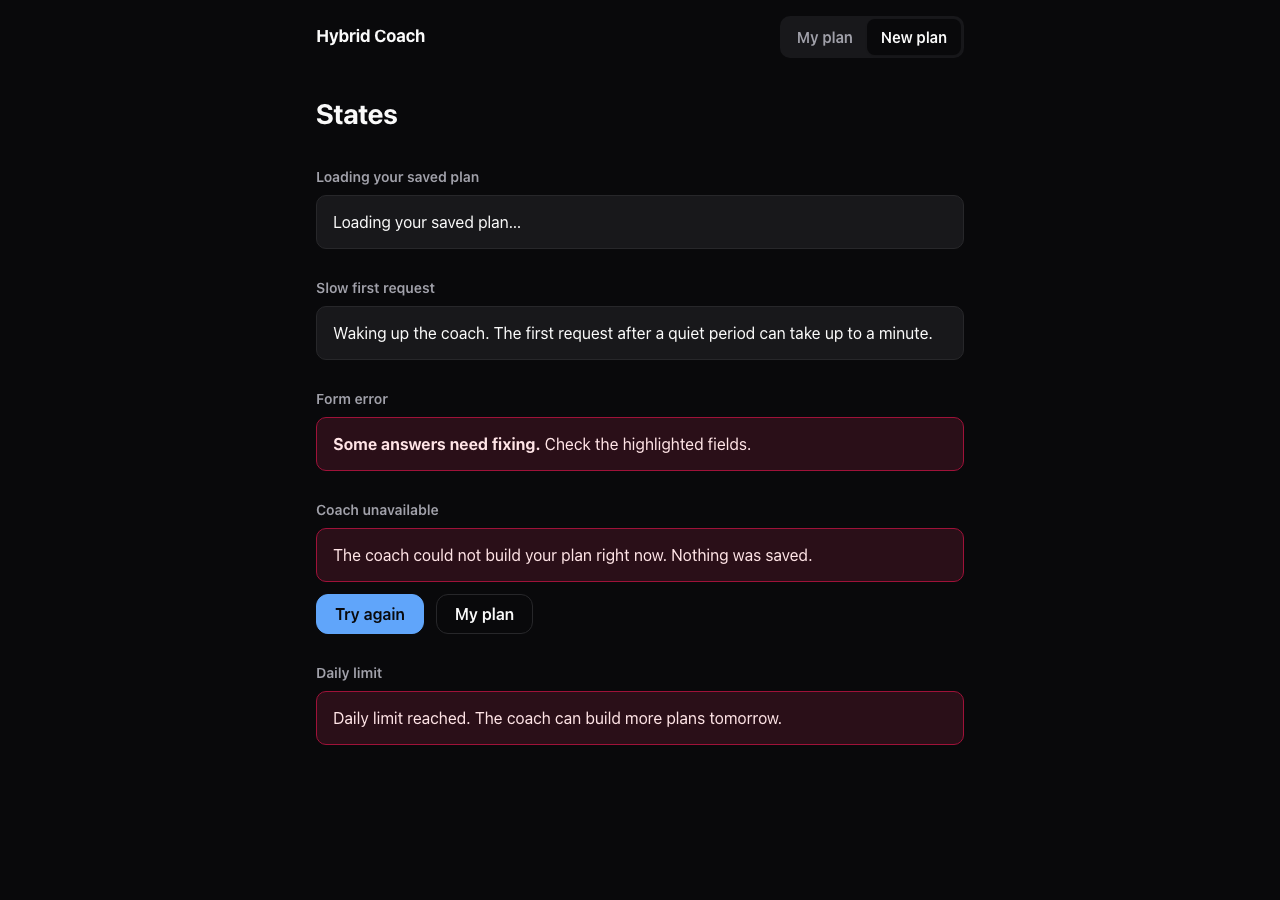 Hybrid Coach
My plan
New plan
States
Loading your saved plan
Loading your saved plan...
Slow first request
Waking up the coach. The first request after a quiet period can take up to a minute.
Form error
Some answers need fixing. Check the highlighted fields.
Coach unavailable
The coach could not build your plan right now. Nothing was saved.
Try again
My plan
Daily limit
Daily limit reached. The coach can build more plans tomorrow.